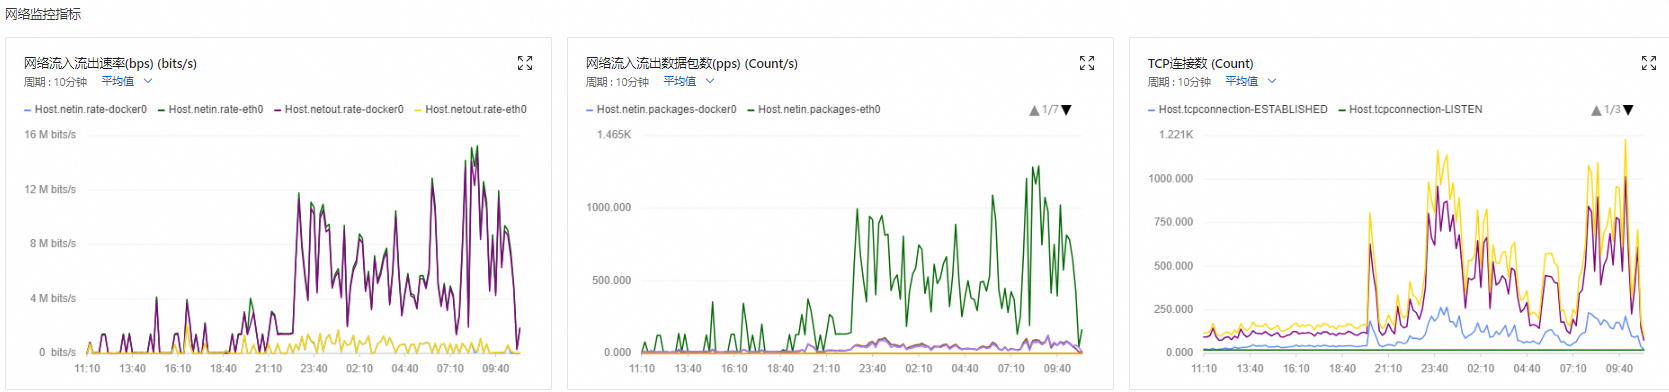 网络监控指标
网络流入流出速率(bps) (bits/s)
周期 : 10分钟 平均值
Host.netin.rate-docker0 Host.netin.rate-eth0 Host.netout.rate-docker0 Host.netout.rate-eth0
16 M bits/s
12 M bits/s
8 M bits/s
4 M bits/s
0 bits/s
11:10 13:40 16:10 18:40 21:10 23:40 02:10 04:40 07:10 09:40
网络流入流出数据包数(pps) (Count/s)
周期 : 10分钟 平均值
Host.netin.packages-docker0 Host.netin.packages-eth0 1/7
1.465K
1000.000
500.000
0.000
11:10 13:40 16:10 18:40 21:10 23:40 02:10 04:40 07:10 09:40
TCP连接数 (Count)
周期 : 10分钟 平均值
Host.tcpconnection-ESTABLISHED Host.tcpconnection-LISTEN 1/3
1.221K
1000.000
750.000
500.000
250.000
0.000
11:10 13:40 16:10 18:40 21:10 23:40 02:10 04:40 07:10 09:40